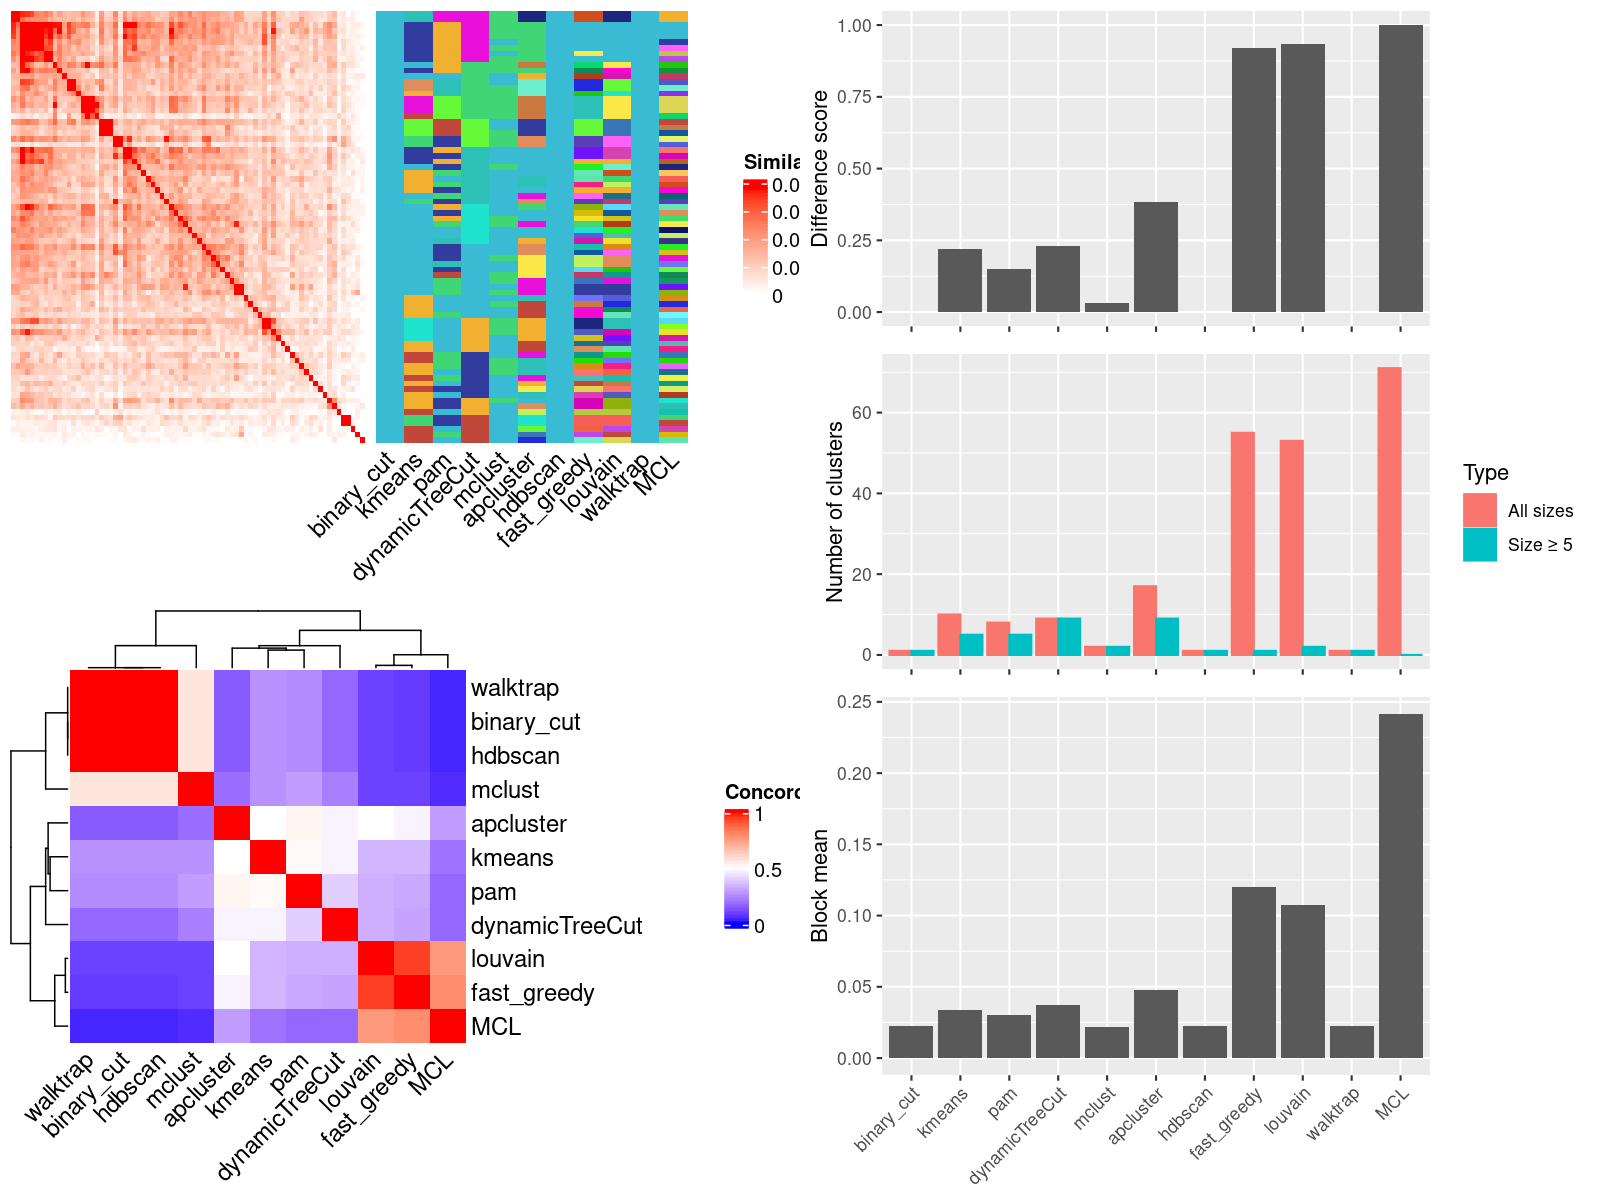 Simila
0.0
0.0
0.0
0.0
0
binary_cut
kmeans
pam
dynamicTreeCut
mclust
apcluster
hdbscan
fast_greedy
louvain
walktrap
MCL
walktrap
binary_cut
hdbscan
mclust
apcluster
kmeans
pam
dynamicTreeCut
louvain
fast_greedy
MCL
walktrap
binary_cut
hdbscan
mclust
apcluster
kmeans
pam
dynamicTreeCut
louvain
fast_greedy
MCL
Concord
1
0.5
0
Difference score
1.00
0.75
0.50
0.25
0.00
Number of clusters
60
40
20
0
Type
All sizes
Size ≥ 5
Block mean
0.25
0.20
0.15
0.10
0.05
0.00
binary_cut
kmeans
pam
dynamicTreeCut
mclust
apcluster
hdbscan
fast_greedy
louvain
walktrap
MCL